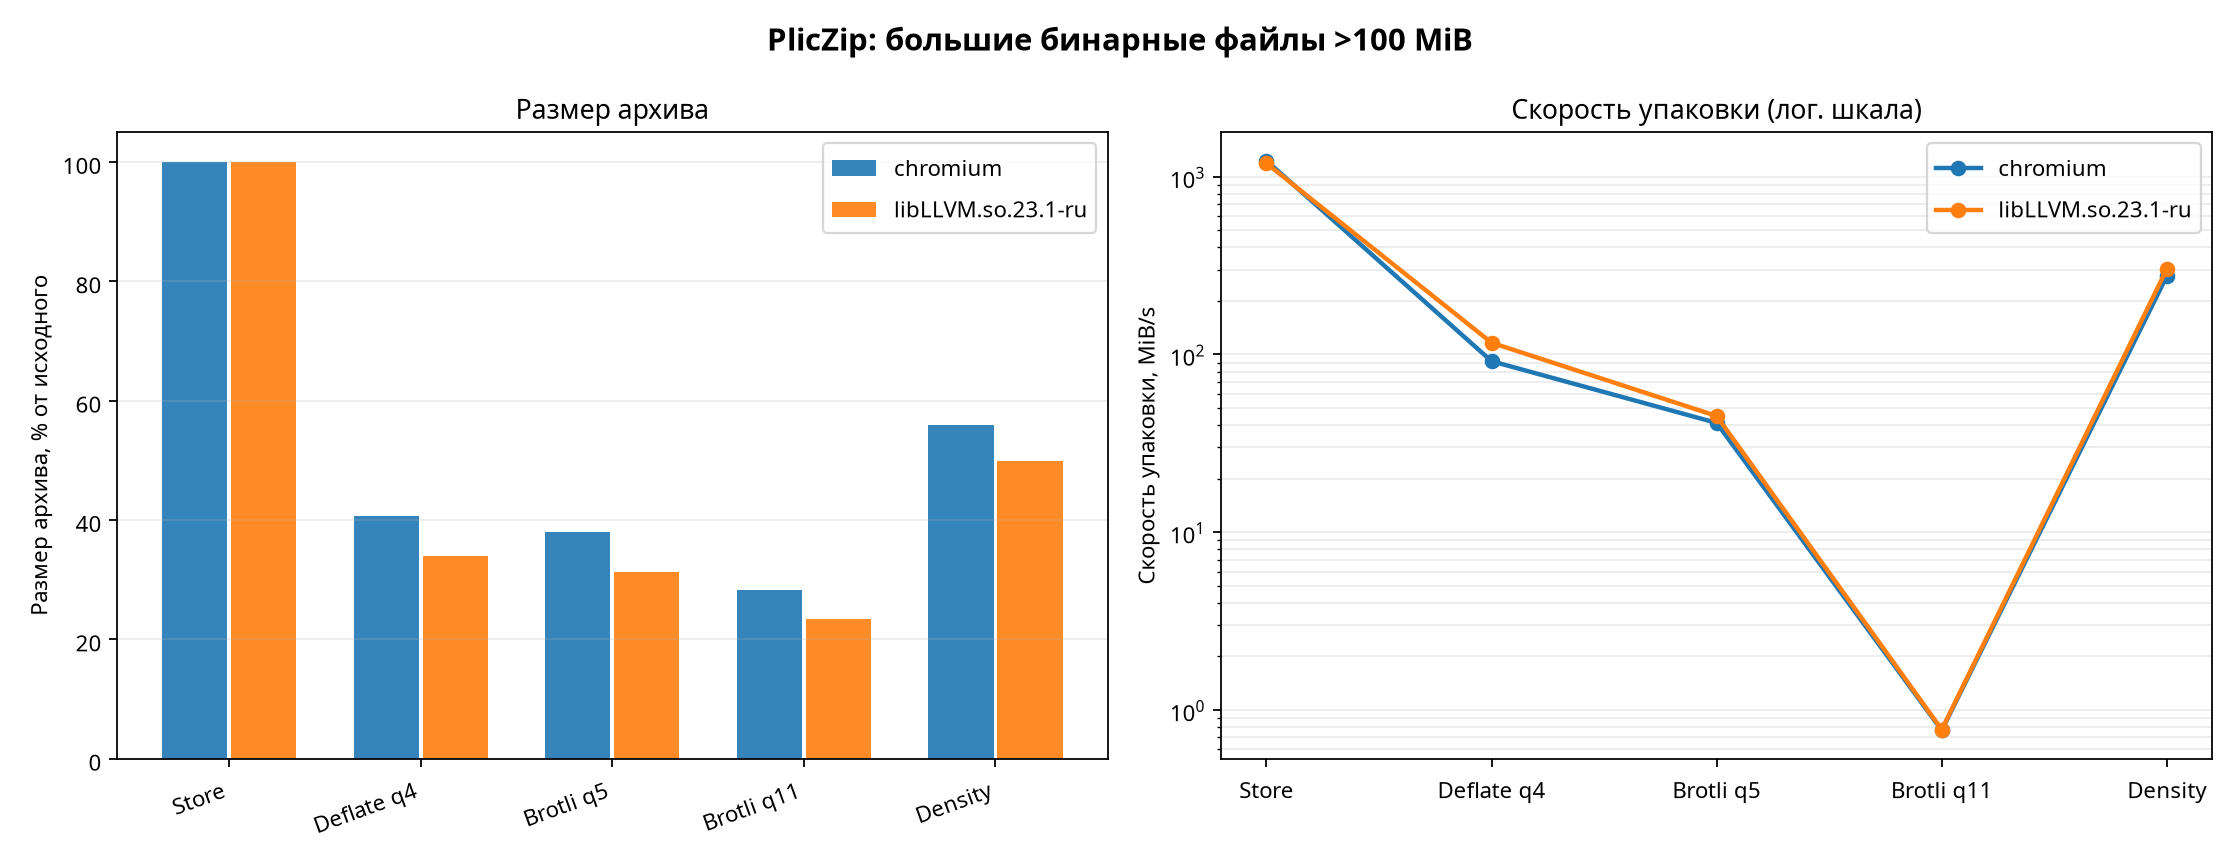 PlicZip: большие бинарные файлы >100 MiB
Размер архива
Размер архива, % от исходного
100
80
60
40
20
0
chromium
libLLVM.so.23.1-ru
Store
Deflate q4
Brotli q5
Brotli q11
Density
Скорость упаковки (лог. шкала)
Скорость упаковки, MiB/s
10³
10²
10¹
10⁰
chromium
libLLVM.so.23.1-ru
Store
Deflate q4
Brotli q5
Brotli q11
Density